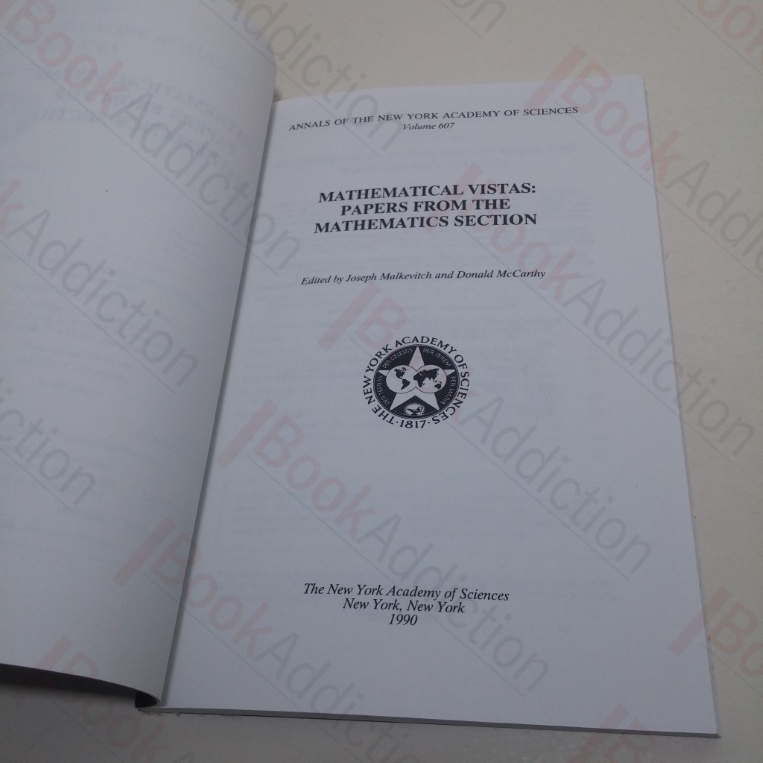 ANNALS OF THE NEW YORK ACADEMY OF SCIENCES
Volume 607
MATHEMATICAL VISTAS:
PAPERS FROM THE
MATHEMATICS SECTION
Edited by Joseph Malkevitch and Donald McCarthy
THE NEW YORK ACADEMY OF SCIENCES
·1817·
The New York Academy of Sciences
New York, New York
1990
BookAddiction